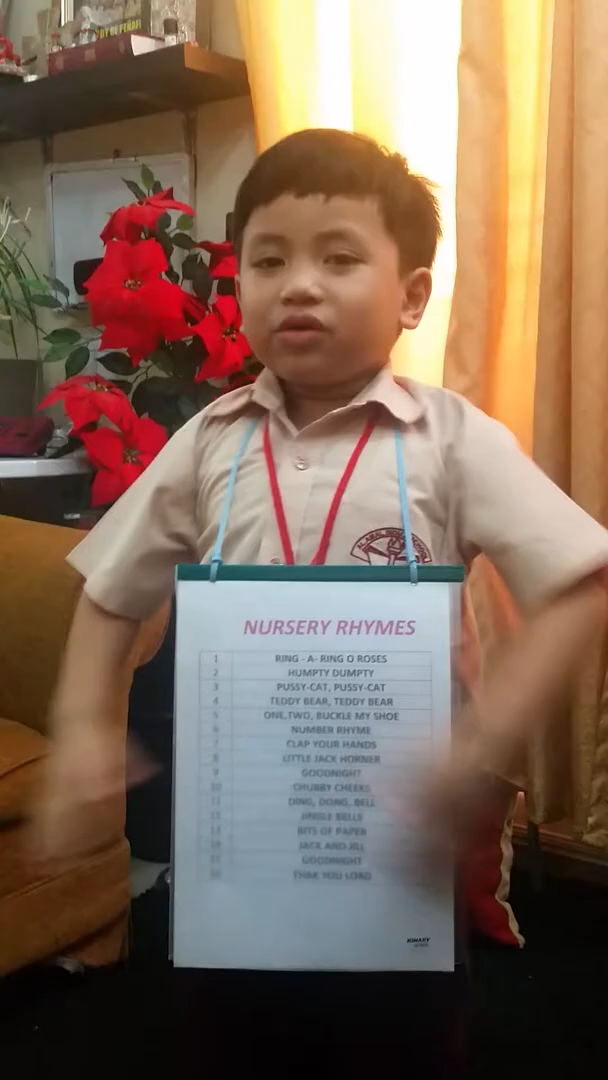 NURSERY RHYMES
1 RING - A- RING O ROSES
2 HUMPTY DUMPTY
3 PUSSY-CAT, PUSSY-CAT
4 TEDDY BEAR, TEDDY BEAR
5 ONE,TWO, BUCKLE MY SHOE
6 NUMBER RHYME
7 CLAP YOUR HANDS
8 LITTLE JACK HORNER
9 GOODNIGHT
10 CHUBBY CHEEKS
11 DING, DONG, BELL
12 JINGLE BELLS
13 BITS OF PAPER
14 JACK AND JILL
15 GOODNIGHT
16 THAK YOU LORD